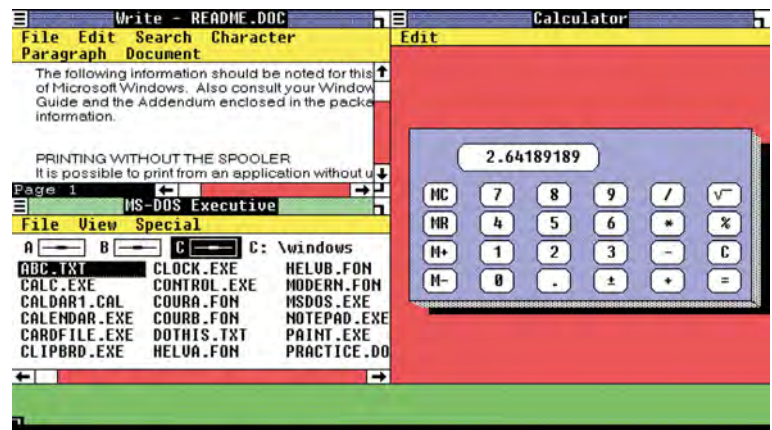 Write - README.DOC
File Edit Search Character
Paragraph Document
The following information should be noted for this
of Microsoft Windows. Also consult your Window
Guide and the Addendum enclosed in the packa
information.
PRINTING WITHOUT THE SPOOLER
It is possible to print from an application without u
Page 1
MS-DOS Executive
File View Special
A B C C: \windows
ABC.TXT CLOCK.EXE HELVB.FON
CALC.EXE CONTROL.EXE MODERN.FON
CALDAR1.CAL COURA.FON MSDOS.EXE
CALENDAR.EXE COURB.FON NOTEPAD.EXE
CARDFILE.EXE DOTHIS.TXT PAINT.EXE
CLIPBRD.EXE HELVA.FON PRACTICE.DO
Calculator
Edit
2.64189189
MC 7 8 9 / √
MR 4 5 6 * %
M+ 1 2 3 - C
M- 0 . ± + =